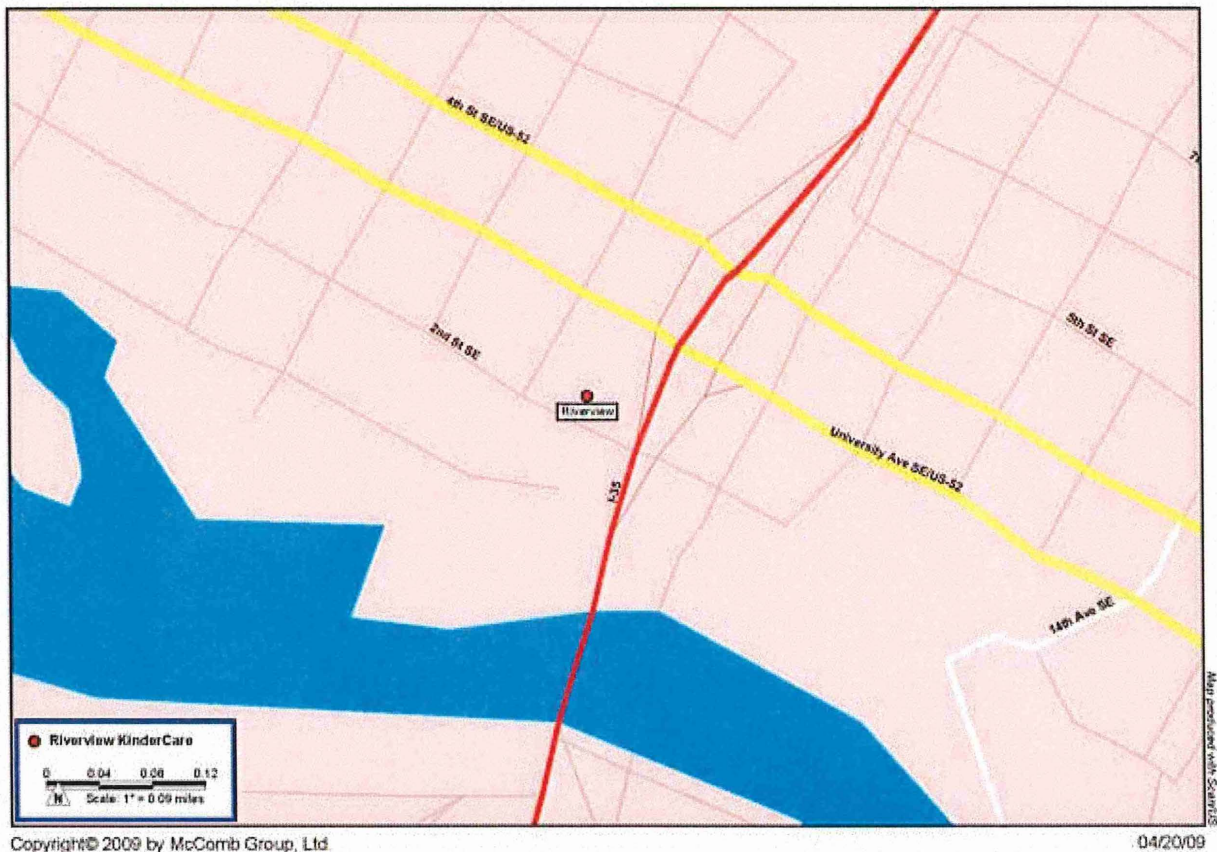 4th St SE/US-52
2nd St SE
5th St SE
Riverview
I-35
University Ave SE/US-52
14th Ave SE
Riverview KinderCare
0 0.04 0.08 0.12
N
Scale: 1" = 0.09 miles
Map produced with Scan/US
Copyright© 2009 by McComb Group, Ltd.
04/20/09